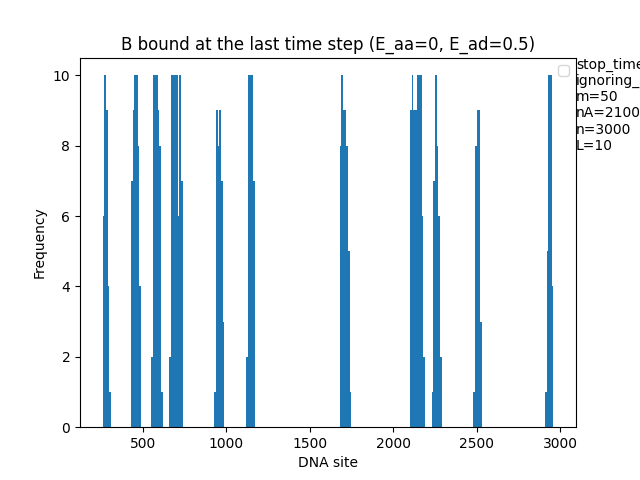 B bound at the last time step (E_aa=0, E_ad=0.5)
stop_time
ignoring_
m=50
nA=2100
n=3000
L=10
10
8
6
4
2
0
Frequency
500 1000 1500 2000 2500 3000
DNA site